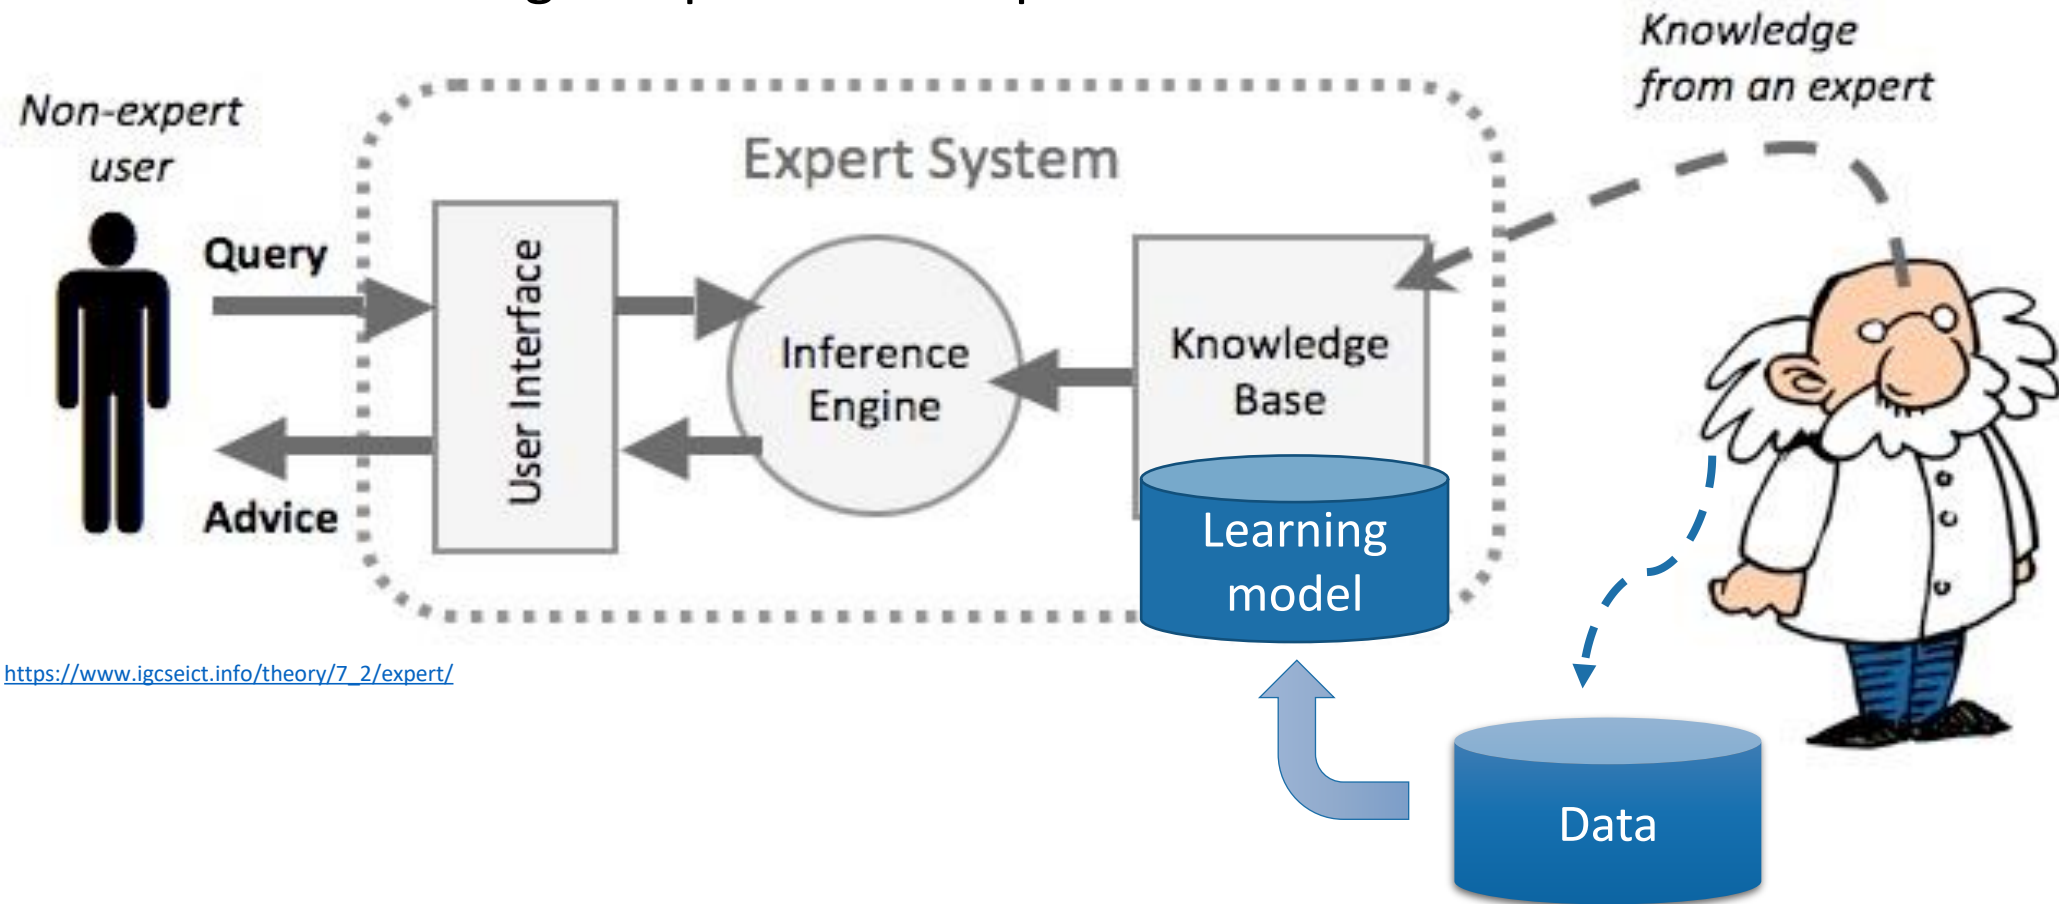 Knowledge
from an expert
Non-expert
user
Expert System
Query
User Interface
Inference
Engine
Knowledge
Base
Advice
Learning
model
https://www.igcseict.info/theory/7_2/expert/
Data